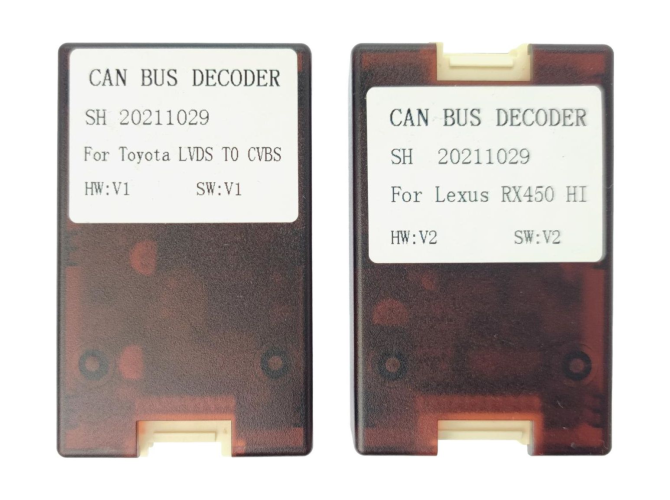 CAN BUS DECODER
SH 20211029
For Toyota LVDS TO CVBS
HW:V1 SW:V1
CAN BUS DECODER
SH 20211029
For Lexus RX450 HI
HW:V2 SW:V2